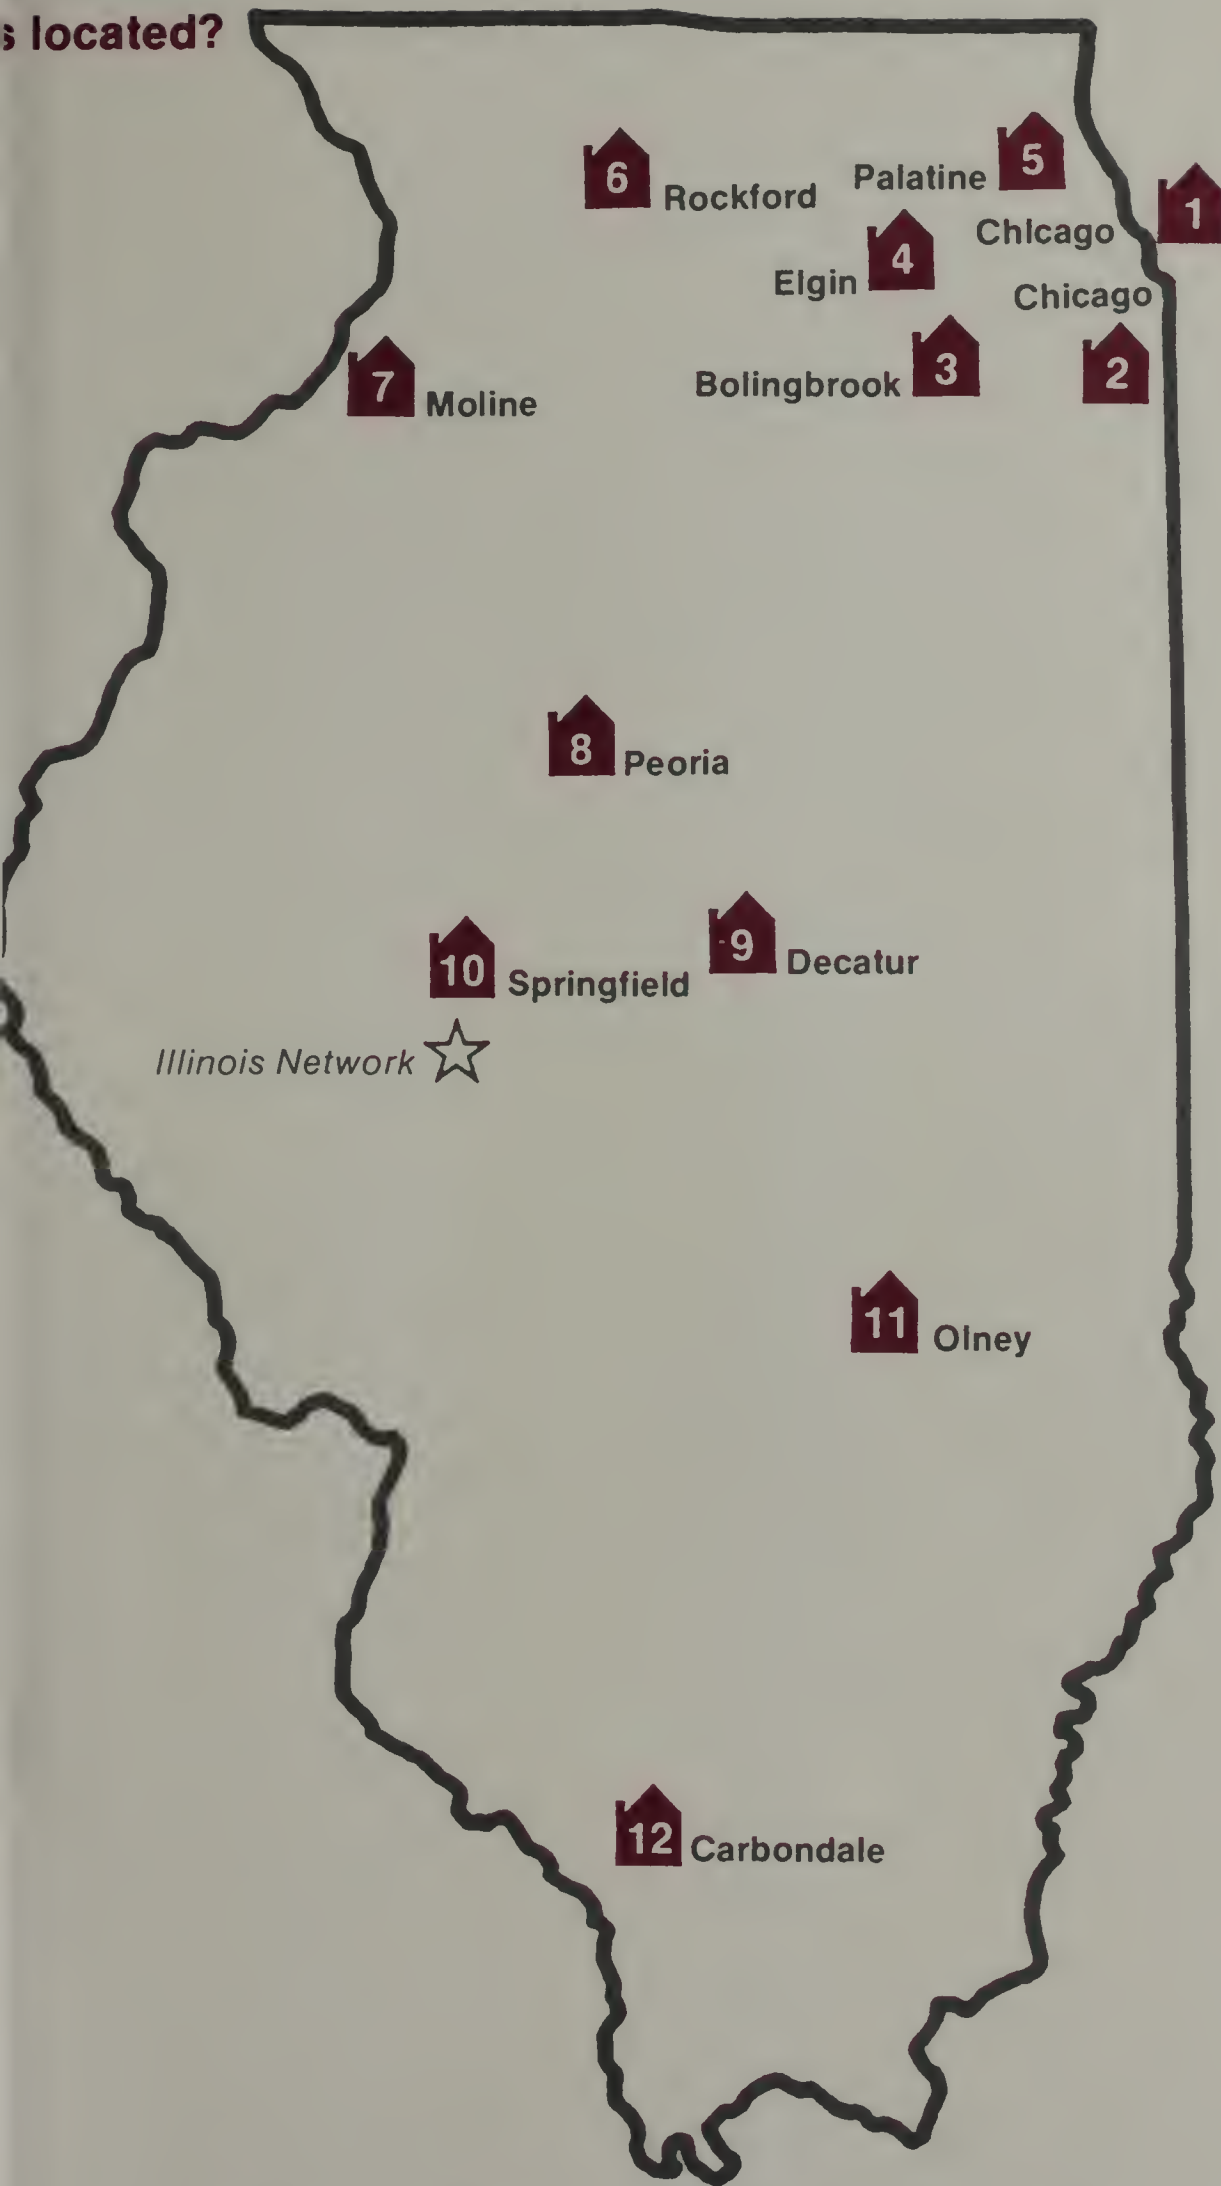 s located?
5
Palatine
6
Rockford
1
Chicago
4
Elgin
Chicago
2
3
Bolingbrook
7
Moline
8
Peoria
9
Decatur
10
Springfield
Illinois Network
11
Olney
12
Carbondale